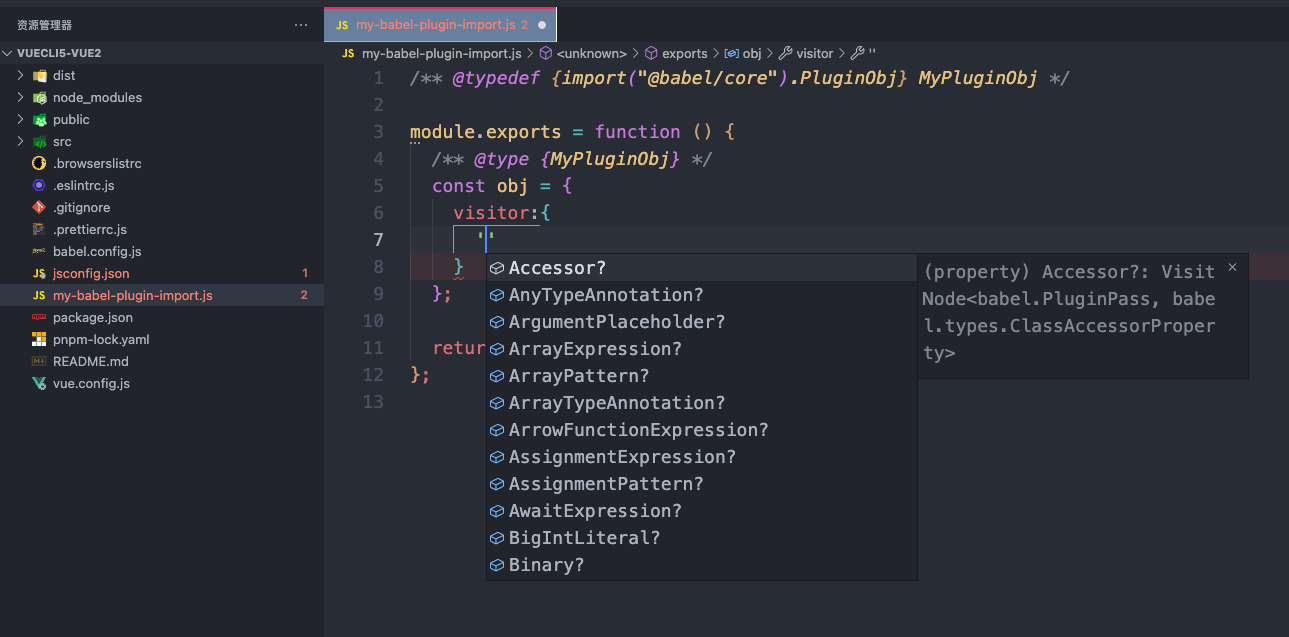 资源管理器
···
VUECLI5-VUE2
dist
node_modules
public
src
.browserslistrc
.eslintrc.js
.gitignore
.prettierrc.js
babel.config.js
JS jsconfig.json 1
JS my-babel-plugin-import.js 2
package.json
pnpm-lock.yaml
README.md
vue.config.js
JS my-babel-plugin-import.js 2
JS my-babel-plugin-import.js > <unknown> > exports > obj > visitor > ''
1 /** @typedef {import("@babel/core").PluginObj} MyPluginObj */
2
3 module.exports = function () {
4 /** @type {MyPluginObj} */
5 const obj = {
6 visitor:{
7 ''
8 }
9 };
10
11 retur
12 };
13
Accessor?
AnyTypeAnnotation?
ArgumentPlaceholder?
ArrayExpression?
ArrayPattern?
ArrayTypeAnnotation?
ArrowFunctionExpression?
AssignmentExpression?
AssignmentPattern?
AwaitExpression?
BigIntLiteral?
Binary?
(property) Accessor?: Visit
Node<babel.PluginPass, babe
l.types.ClassAccessorProper
ty>